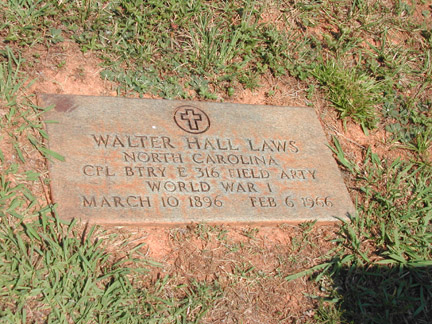 WALTER HALL LAWS
NORTH CAROLINA
CPL BTRY E 316 FIELD ARTY
WORLD WAR I
MARCH 10 1896 FEB 6 1966